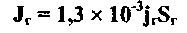 Jᵣ = 1,3 × 10⁻³jᵣSᵣ